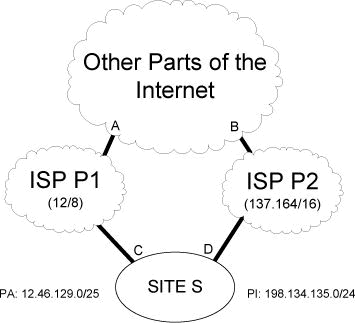 Other Parts of the
Internet
A
B
ISP P1
(12/8)
ISP P2
(137.164/16)
C
D
SITE S
PA: 12.46.129.0/25
PI: 198.134.135.0/24